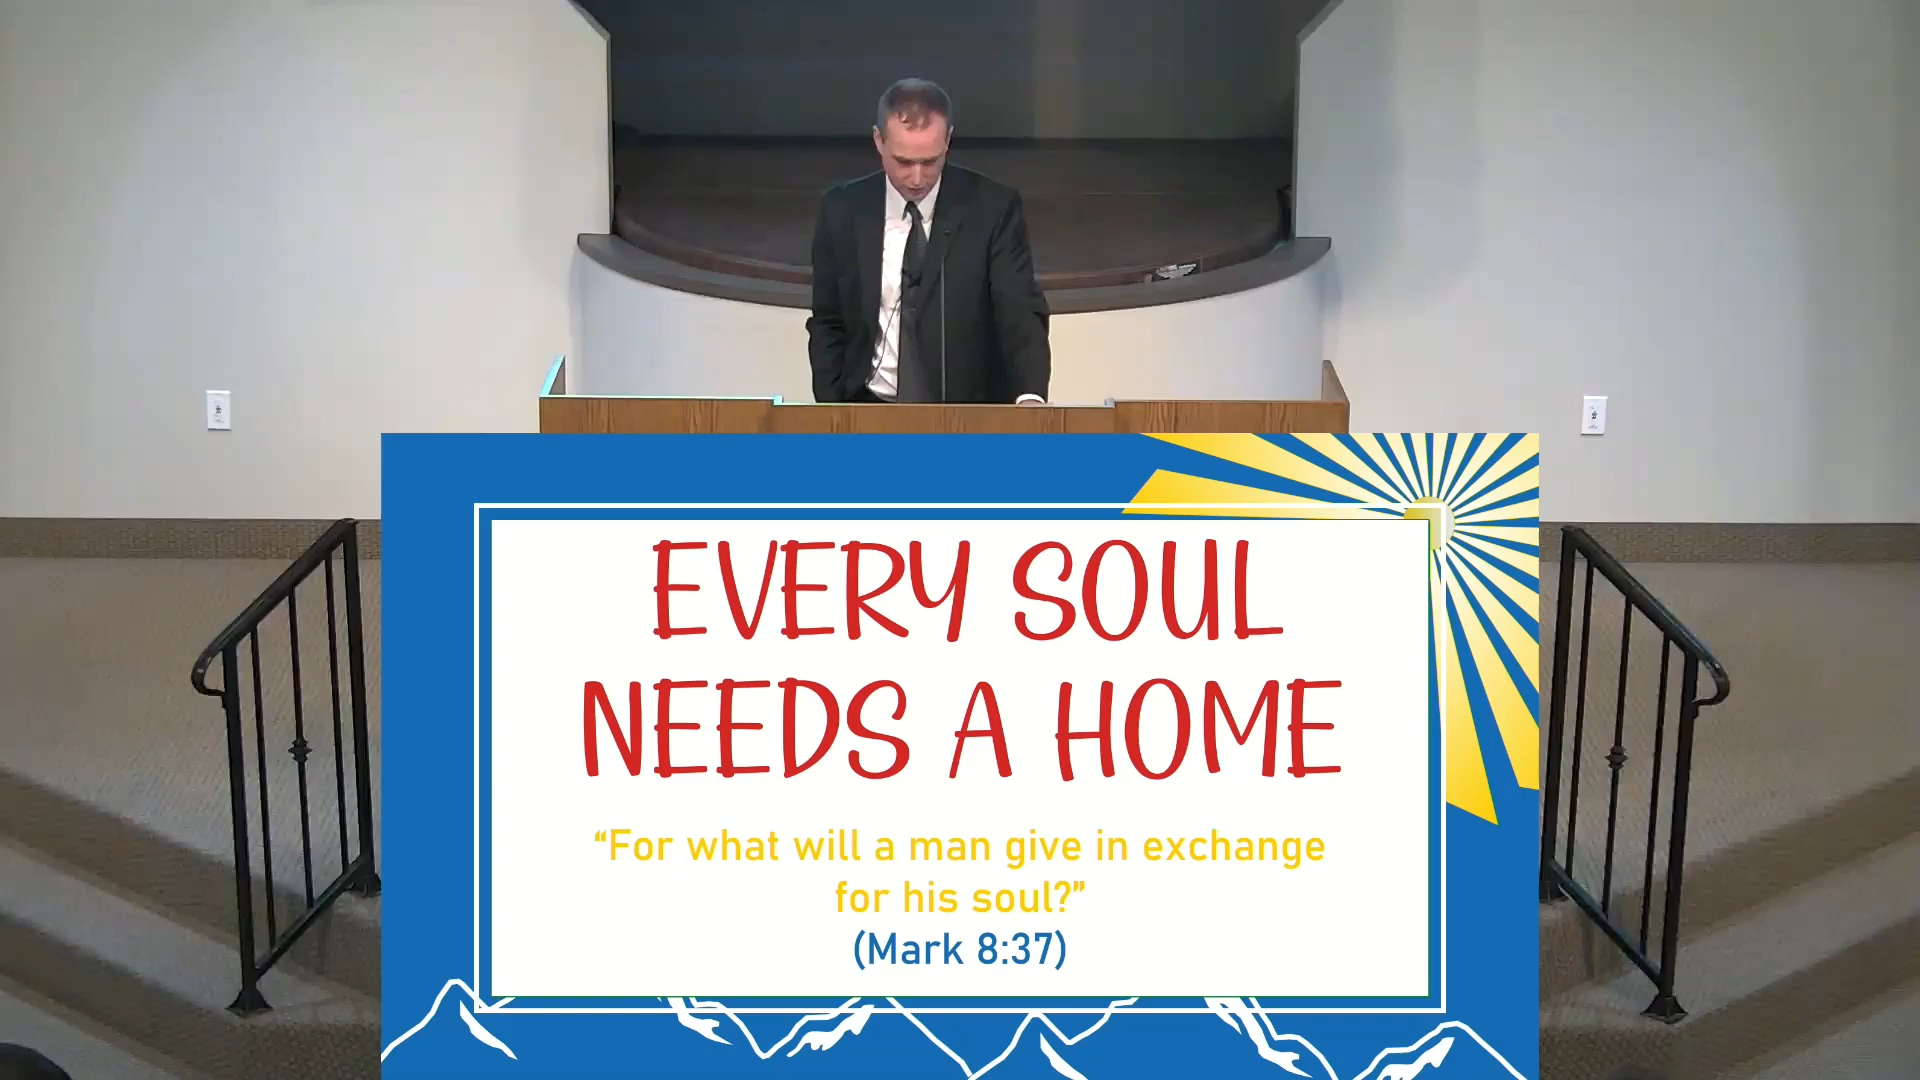 EVERY SOUL
NEEDS A HOME
“For what will a man give in exchange
for his soul?”
(Mark 8:37)